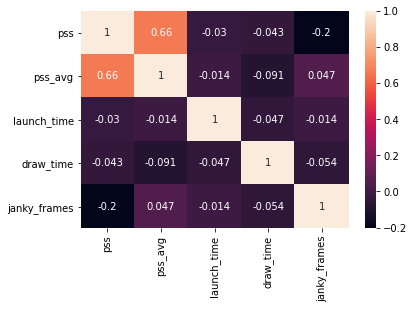 pss 1 0.66 -0.03 -0.043 -0.2
pss_avg 0.66 1 -0.014 -0.091 0.047
launch_time -0.03 -0.014 1 -0.047 -0.014
draw_time -0.043 -0.091 -0.047 1 -0.054
janky_frames -0.2 0.047 -0.014 -0.054 1
pss pss_avg launch_time draw_time janky_frames
1.0
0.8
0.6
0.4
0.2
0.0
-0.2